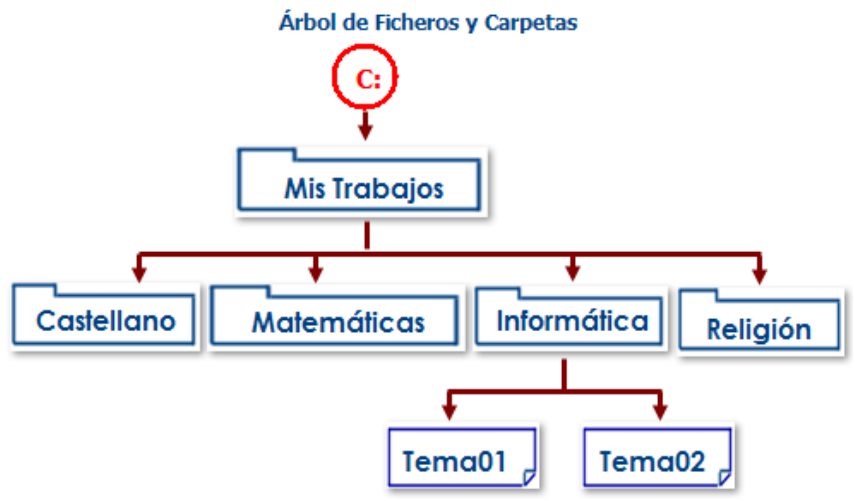 Árbol de Ficheros y Carpetas
C:
Mis Trabajos
Castellano
Matemáticas
Informática
Religión
Tema01
Tema02